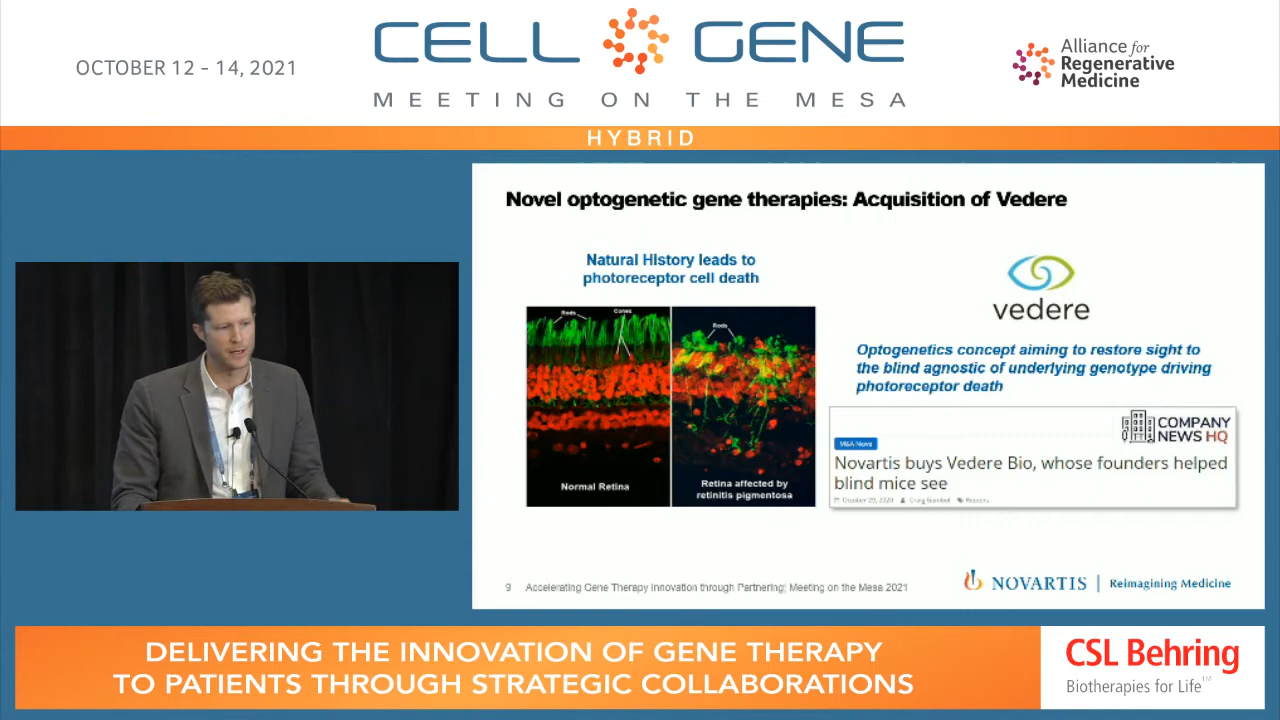 OCTOBER 12 - 14, 2021
CELL GENE
MEETING ON THE MESA
Alliance for
Regenerative
Medicine
HYBRID
Novel optogenetic gene therapies: Acquisition of Vedere
Natural History leads to
photoreceptor cell death
Rods
Cones
Rods
Normal Retina
Retina affected by
retinitis pigmentosa
vedere
Optogenetics concept aiming to restore sight to
the blind agnostic of underlying genotype driving
photoreceptor death
COMPANY
NEWS HQ
M&A News
Novartis buys Vedere Bio, whose founders helped
blind mice see
October 29, 2020
Reuters
9 Accelerating Gene Therapy Innovation through Partnering; Meeting on the Mesa 2021
NOVARTIS | Reimagining Medicine
DELIVERING THE INNOVATION OF GENE THERAPY
TO PATIENTS THROUGH STRATEGIC COLLABORATIONS
CSL Behring
Biotherapies for Life™